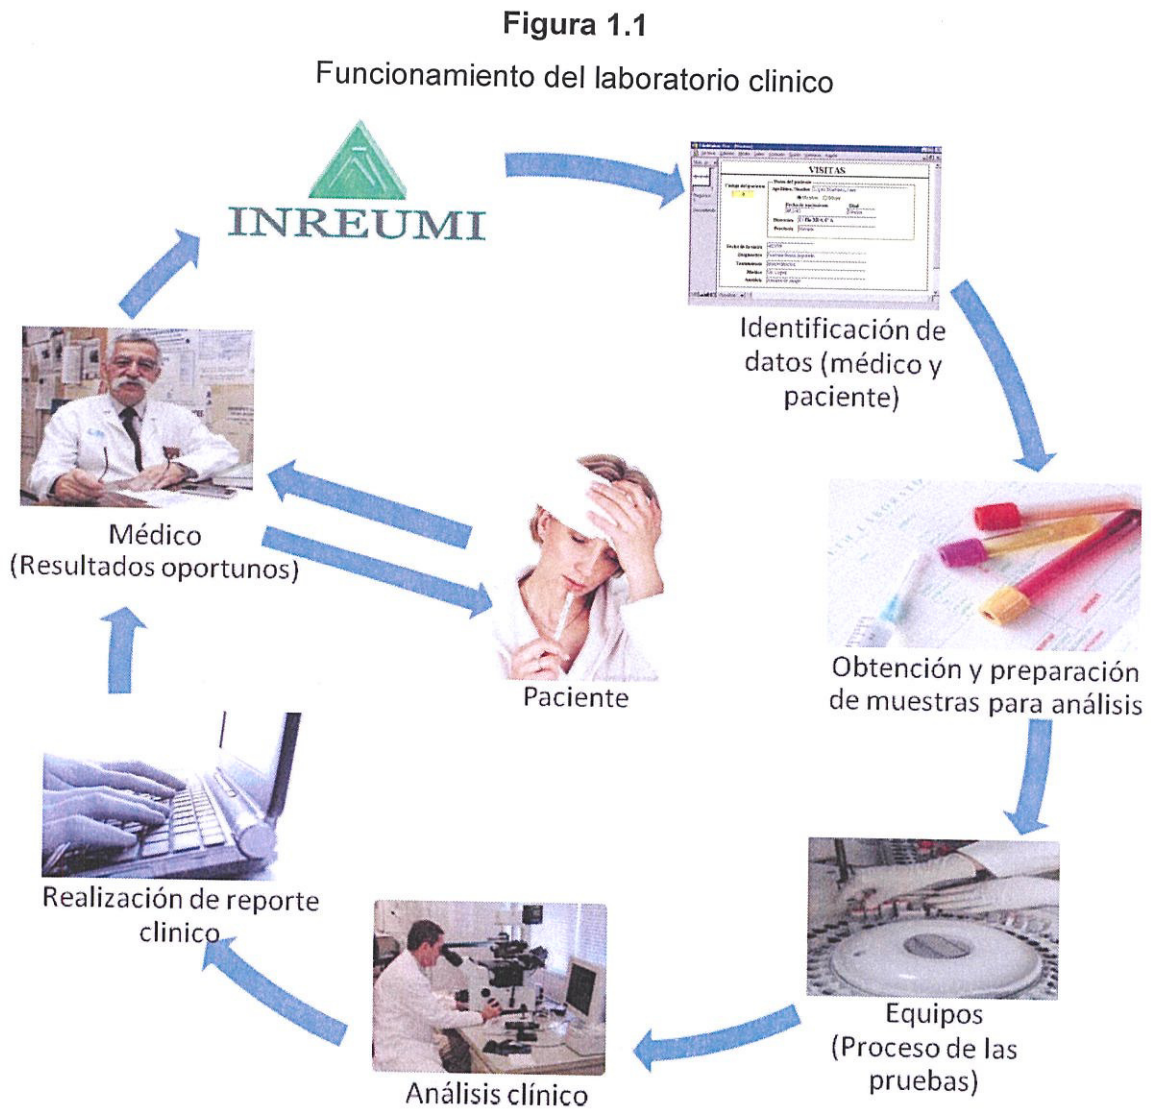 Figura 1.1
Funcionamiento del laboratorio clinico
INREUMI
VISITAS
Identificación de
datos (médico y
paciente)
Médico
(Resultados oportunos)
Paciente
Obtención y preparación
de muestras para análisis
Realización de reporte
clinico
Equipos
(Proceso de las
pruebas)
Análisis clínico